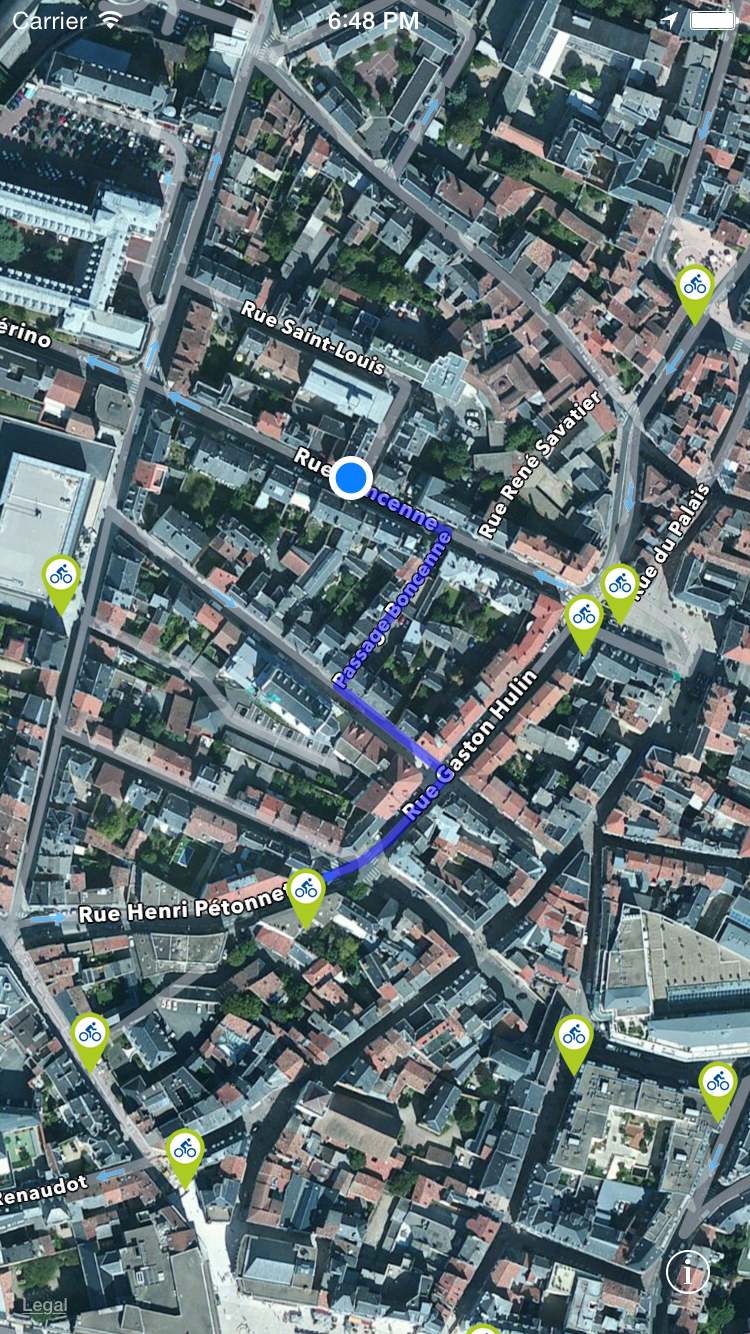 Carrier 6:48 PM
érino
Rue Saint-Louis
Rue Boncenne
Rue René Savatier
Passage Boncenne
Rue du Palais
Rue Gaston Hulin
Rue Henri Pétonnet
Renaudot
i
Legal